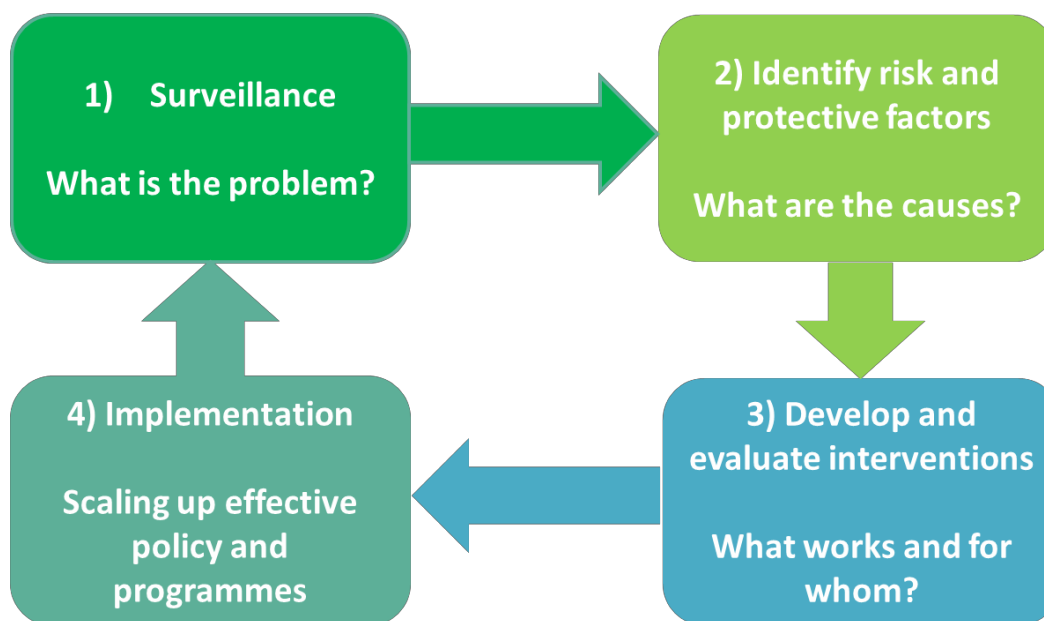 1) Surveillance
What is the problem?
2) Identify risk and
protective factors
What are the causes?
3) Develop and
evaluate interventions
What works and for
whom?
4) Implementation
Scaling up effective
policy and
programmes